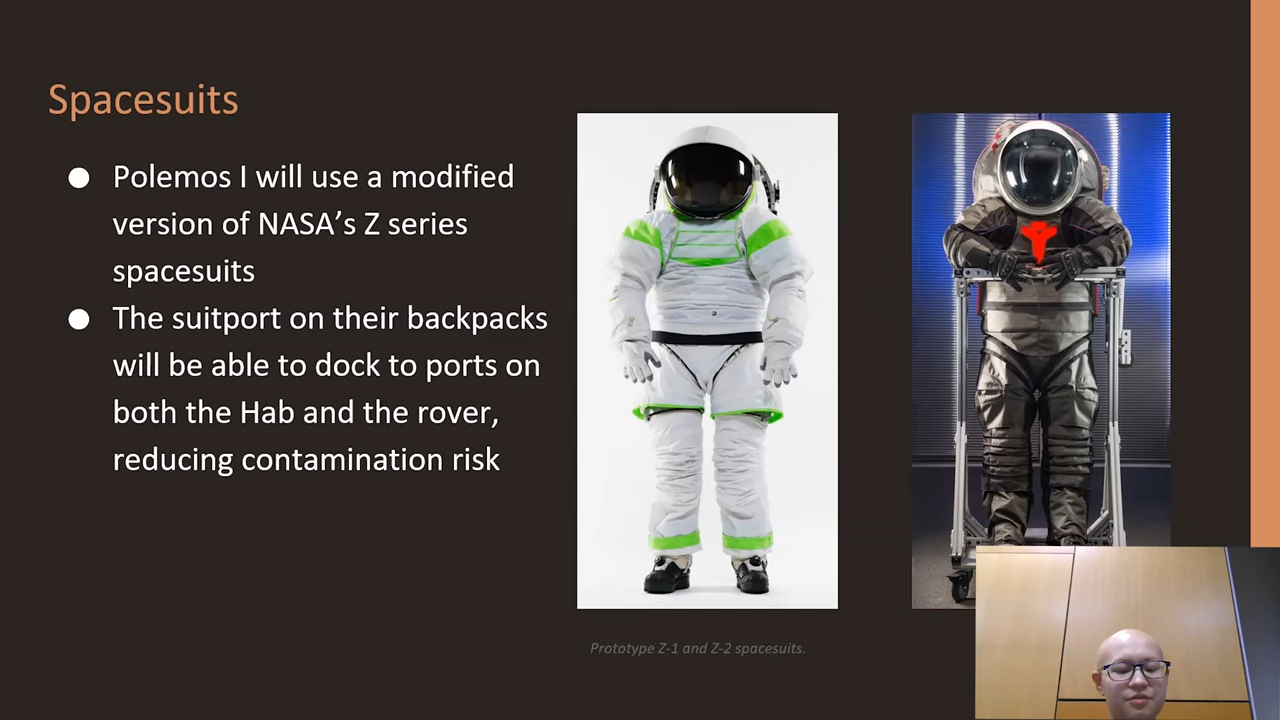 Spacesuits
● Polemos I will use a modified
version of NASA’s Z series
spacesuits
● The suitport on their backpacks
will be able to dock to ports on
both the Hab and the rover,
reducing contamination risk
Prototype Z-1 and Z-2 spacesuits.